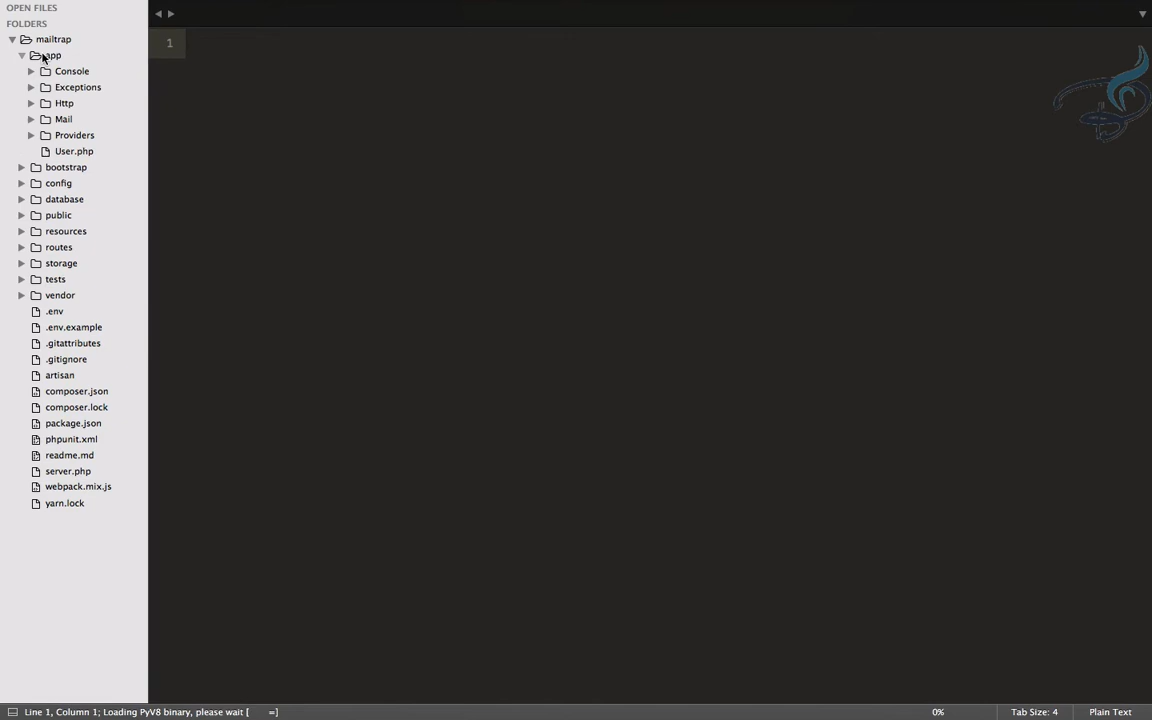 OPEN FILES
FOLDERS
mailtrap
app
Console
Exceptions
Http
Mail
Providers
User.php
bootstrap
config
database
public
resources
routes
storage
tests
vendor
.env
.env.example
.gitattributes
.gitignore
artisan
composer.json
composer.lock
package.json
phpunit.xml
readme.md
server.php
webpack.mix.js
yarn.lock
1
Line 1, Column 1; Loading PyV8 binary, please wait [ =] 0% Tab Size: 4 Plain Text